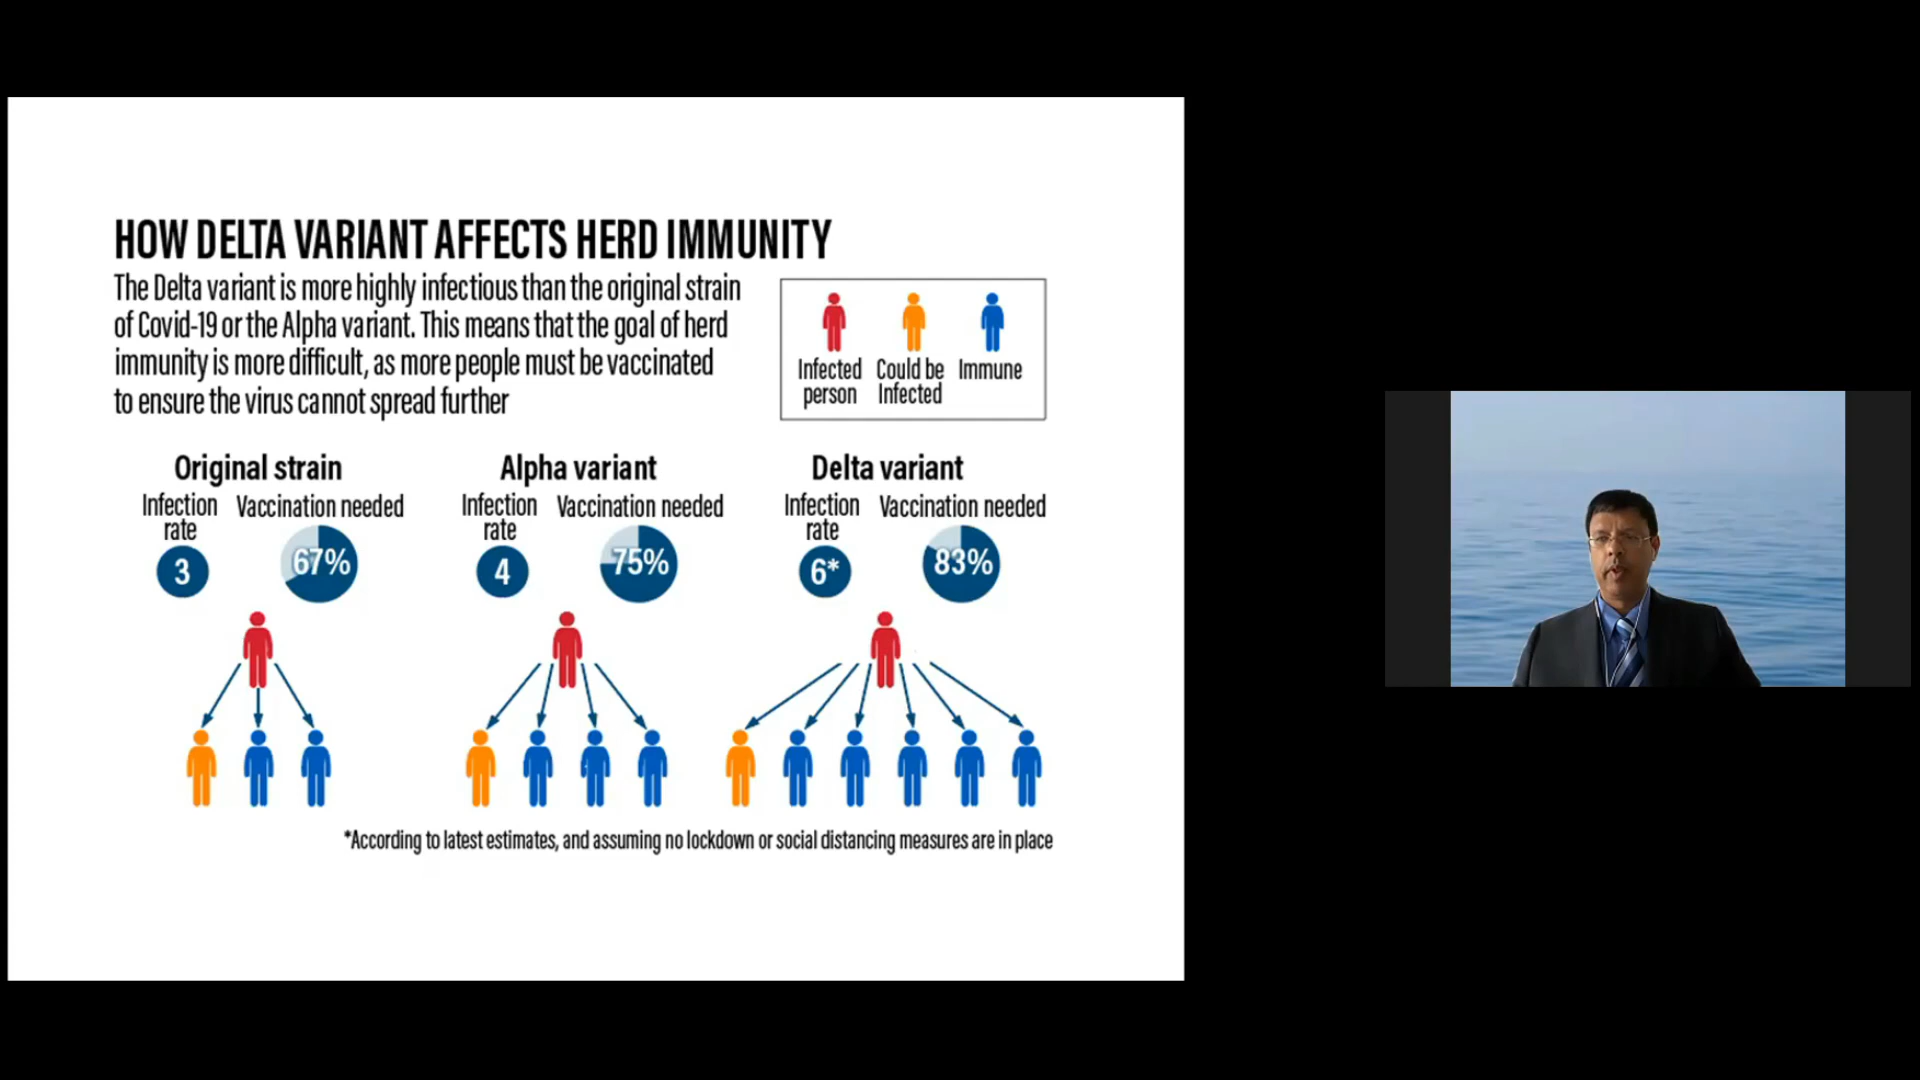 HOW DELTA VARIANT AFFECTS HERD IMMUNITY
The Delta variant is more highly infectious than the original strain
of Covid-19 or the Alpha variant. This means that the goal of herd
immunity is more difficult, as more people must be vaccinated
to ensure the virus cannot spread further
Infected
person
Could be
Infected
Immune
Original strain
Infection
rate
Vaccination needed
3
67%
Alpha variant
Infection
rate
Vaccination needed
4
75%
Delta variant
Infection
rate
Vaccination needed
6*
83%
*According to latest estimates, and assuming no lockdown or social distancing measures are in place